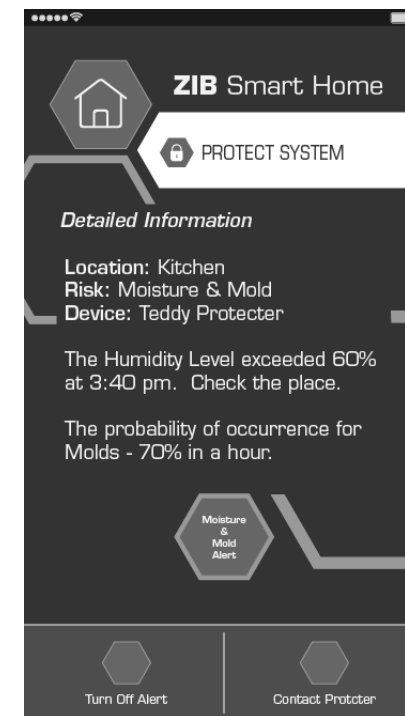 ZIB Smart Home
PROTECT SYSTEM
Detailed Information
Location: Kitchen
Risk: Moisture & Mold
Device: Teddy Protecter
The Humidity Level exceeded 60%
at 3:40 pm. Check the place.
The probability of occurrence for
Molds - 70% in a hour.
Moisture
&
Mold
Alert
Turn Off Alert
Contact Protcter